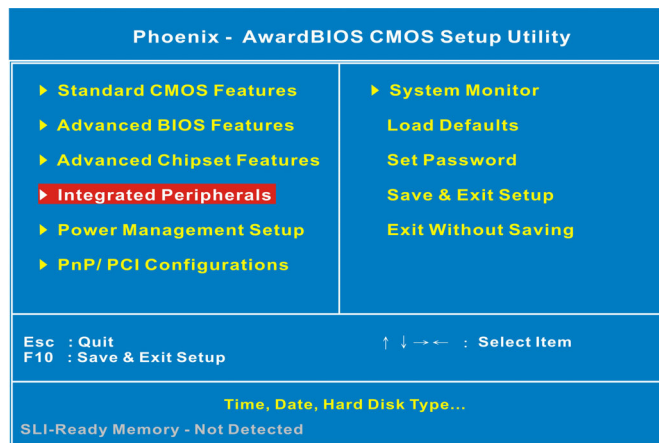 Phoenix - AwardBIOS CMOS Setup Utility
Standard CMOS Features
Advanced BIOS Features
Advanced Chipset Features
Integrated Peripherals
Power Management Setup
PnP/ PCI Configurations
System Monitor
Load Defaults
Set Password
Save & Exit Setup
Exit Without Saving
Esc : Quit
F10 : Save & Exit Setup
↑ ↓ → ← : Select Item
Time, Date, Hard Disk Type...
SLI-Ready Memory - Not Detected